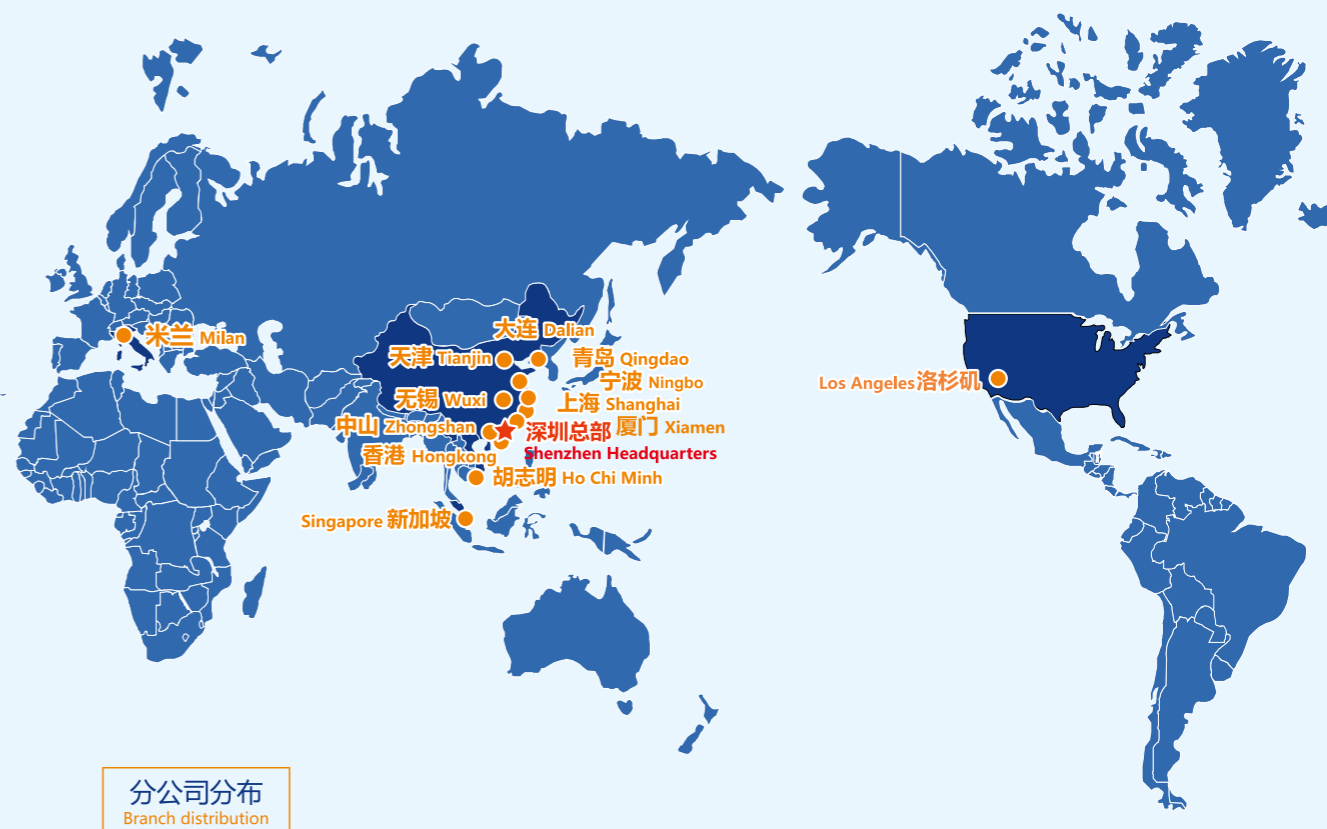 大连 Dalian
米兰 Milan
天津 Tianjin
青岛 Qingdao
宁波 Ningbo
Los Angeles洛杉矶
无锡 Wuxi
上海 Shanghai
中山 Zhongshan
厦门 Xiamen
深圳总部
Shenzhen Headquarters
香港 Hongkong
胡志明 Ho Chi Minh
Singapore 新加坡
分公司分布
Branch distribution